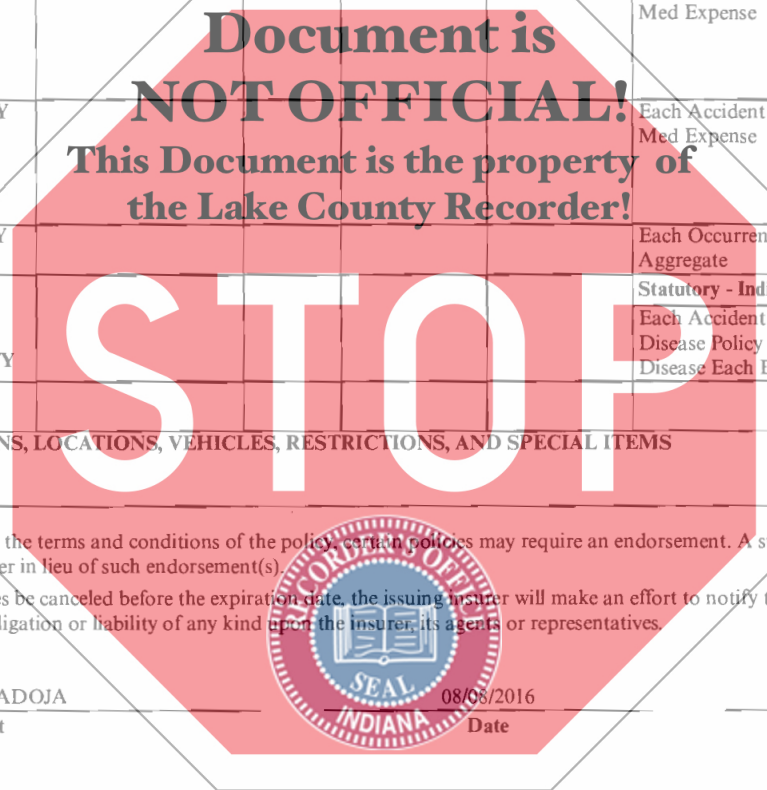 Document is
Med Expense
NOT OFFICIAL!
Y
Each Accident
Med Expense
This Document is the property of
the Lake County Recorder!
Y
Each Occurren
Aggregate
Statutory - Ind
STOP
Each Accident
Disease Policy
TY
Disease Each E
NS, LOCATIONS, VEHICLES, RESTRICTIONS, AND SPECIAL ITEMS
the terms and conditions of the policy, certain policies may require an endorsement. A s
er in lieu of such endorsement(s).
es be canceled before the expiration date, the issuing insurer will make an effort to notify t
ligation or liability of any kind upon the insurer, its agents or representatives.
RECORDER'S OFFICE
SEAL
INDIANA
ADOJA
08/08/2016
t
Date